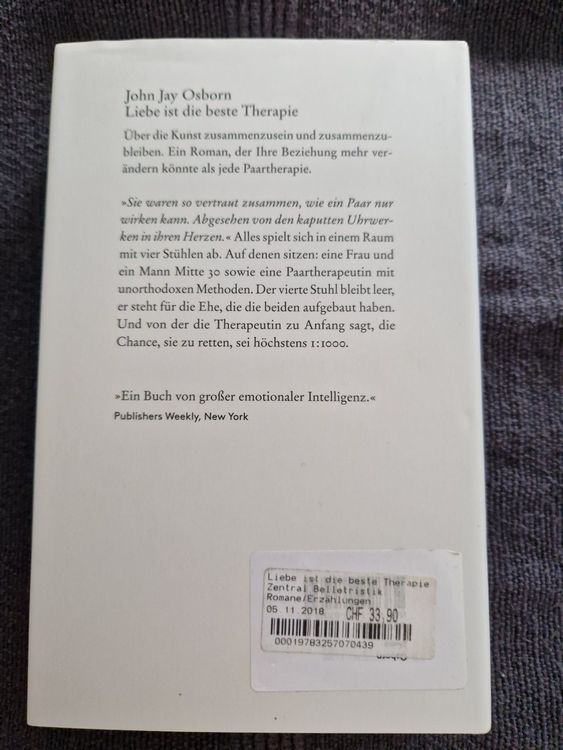 John Jay Osborn
Liebe ist die beste Therapie
Über die Kunst zusammenzusein und zusammenzu-
bleiben. Ein Roman, der Ihre Beziehung mehr ver-
ändern könnte als jede Paartherapie.
»Sie waren so vertraut zusammen, wie ein Paar nur
wirken kann. Abgesehen von den kaputten Uhrwer-
ken in ihren Herzen.« Alles spielt sich in einem Raum
mit vier Stühlen ab. Auf denen sitzen: eine Frau und
ein Mann Mitte 30 sowie eine Paartherapeutin mit
unorthodoxen Methoden. Der vierte Stuhl bleibt leer,
er steht für die Ehe, die die beiden aufgebaut haben.
Und von der die Therapeutin zu Anfang sagt, die
Chance, sie zu retten, sei höchstens 1:1000.
»Ein Buch von großer emotionaler Intelligenz.«
Publishers Weekly, New York
Liebe ist die beste Therapie
Zentral Belletristik
Romane/Erzählungen
05.11.2018 CHF 33.90
00019783257070439